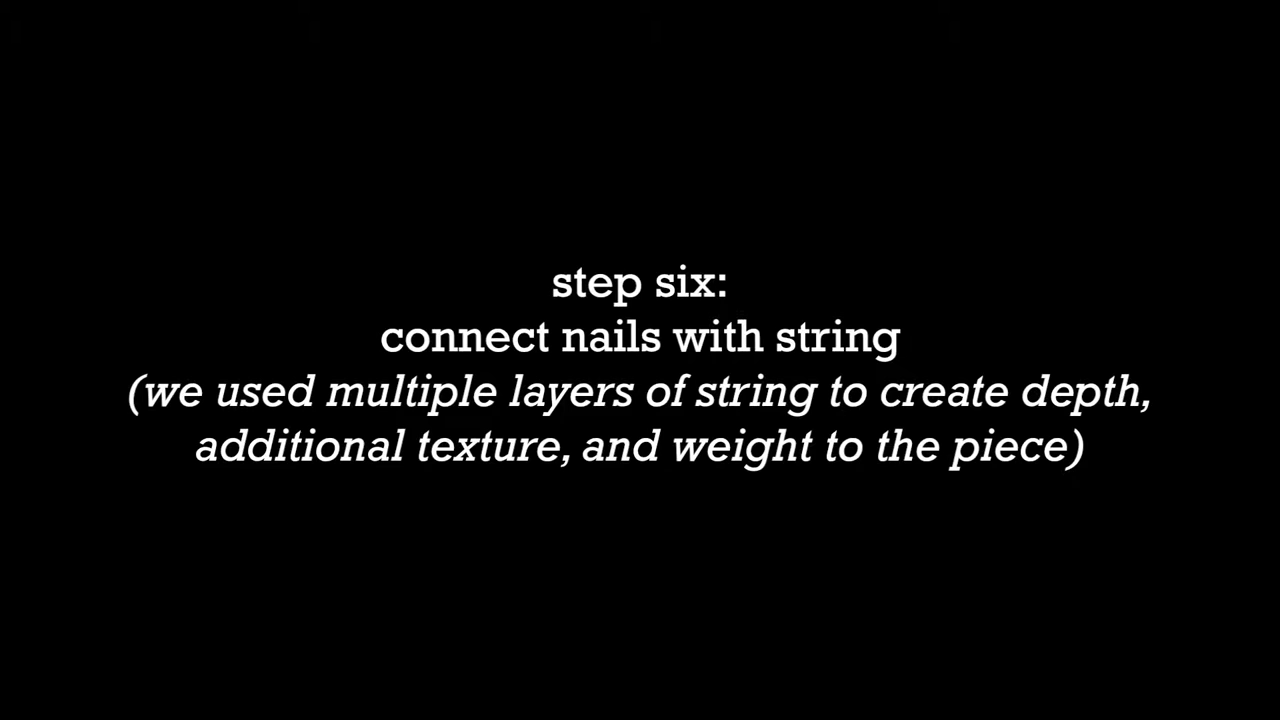 step six:
connect nails with string
(we used multiple layers of string to create depth,
additional texture, and weight to the piece)